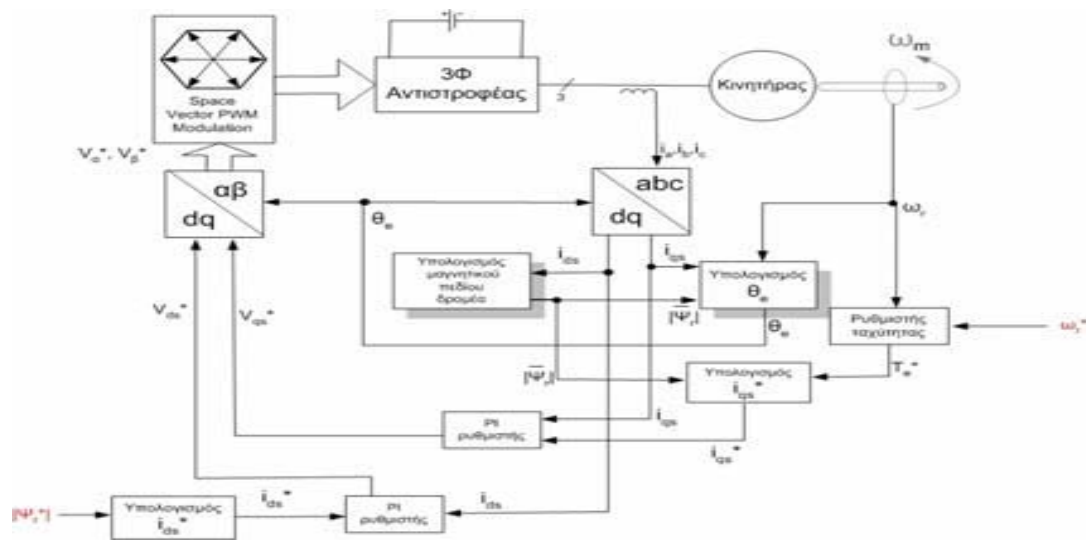 Space
Vector PWM
Modulation
+ −
3Φ
Αντιστροφέας
3
Κινητήρας
ω_m
V_α*, V_β*
i_a,i_b,i_c
αβ
dq
abc
dq
θ_e
ω_r
i_ds
i_qs
Υπολογισμός
μαγνητικού
πεδίου
δρομέα
Υπολογισμός
θ_e
|Ψ_r|
θ_e
Ρυθμιστής
ταχύτητας
ω_r*
V_ds*
V_qs*
|Ψ_r|
Υπολογισμός
i_qs*
T_e*
PI
ρυθμιστής
i_qs
i_qs*
|Ψ_r*|
Υπολογισμός
i_ds*
i_ds*
PI
ρυθμιστής
i_ds